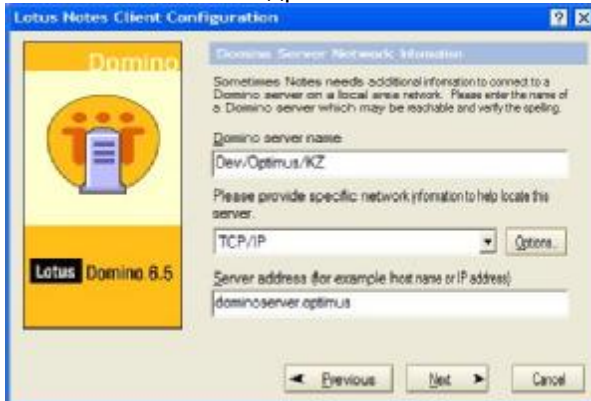 Lotus Notes Client Configuration
Domino
Domino Server Network Infomation
Sometimes Notes needs additional information to connect to a
Domino server on a local area network. Please enter the name of
a Domino server which may be reachable and verify the spelling.
Domino server name
Dev/Optimus/KZ
Please provide specific network information to help locate this
server.
TCP/IP
Options..
Lotus Domino 6.5
Server address (for example host name or IP address)
dominoserver.optimus
Previous
Next
Cancel